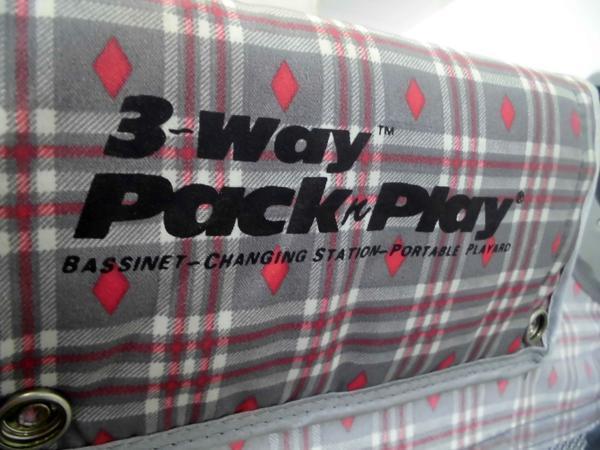 3-Way™
Pack n Play®
Bassinet-Changing Station-Portable Playard